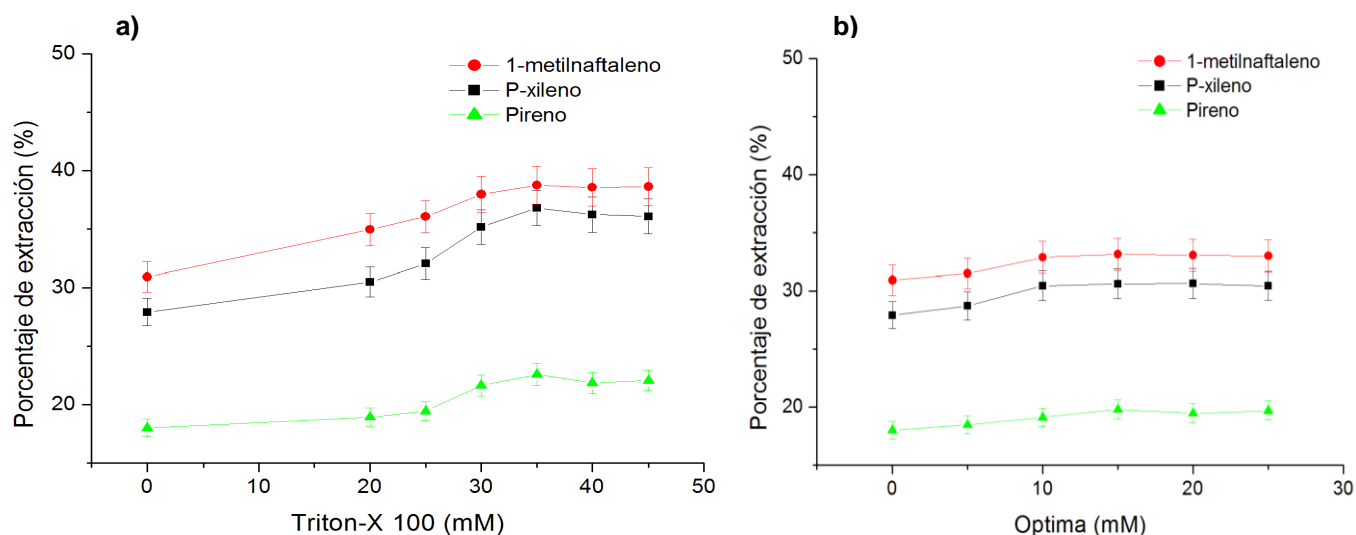 a)
1-metilnaftaleno
P-xileno
Pireno
Porcentaje de extracción (%)
50
40
30
20
0
10
20
30
40
50
Triton-X 100 (mM)
b)
1-metilnaftaleno
P-xileno
Pireno
Porcentaje de extracción (%)
50
40
30
20
0
10
20
30
Optima (mM)